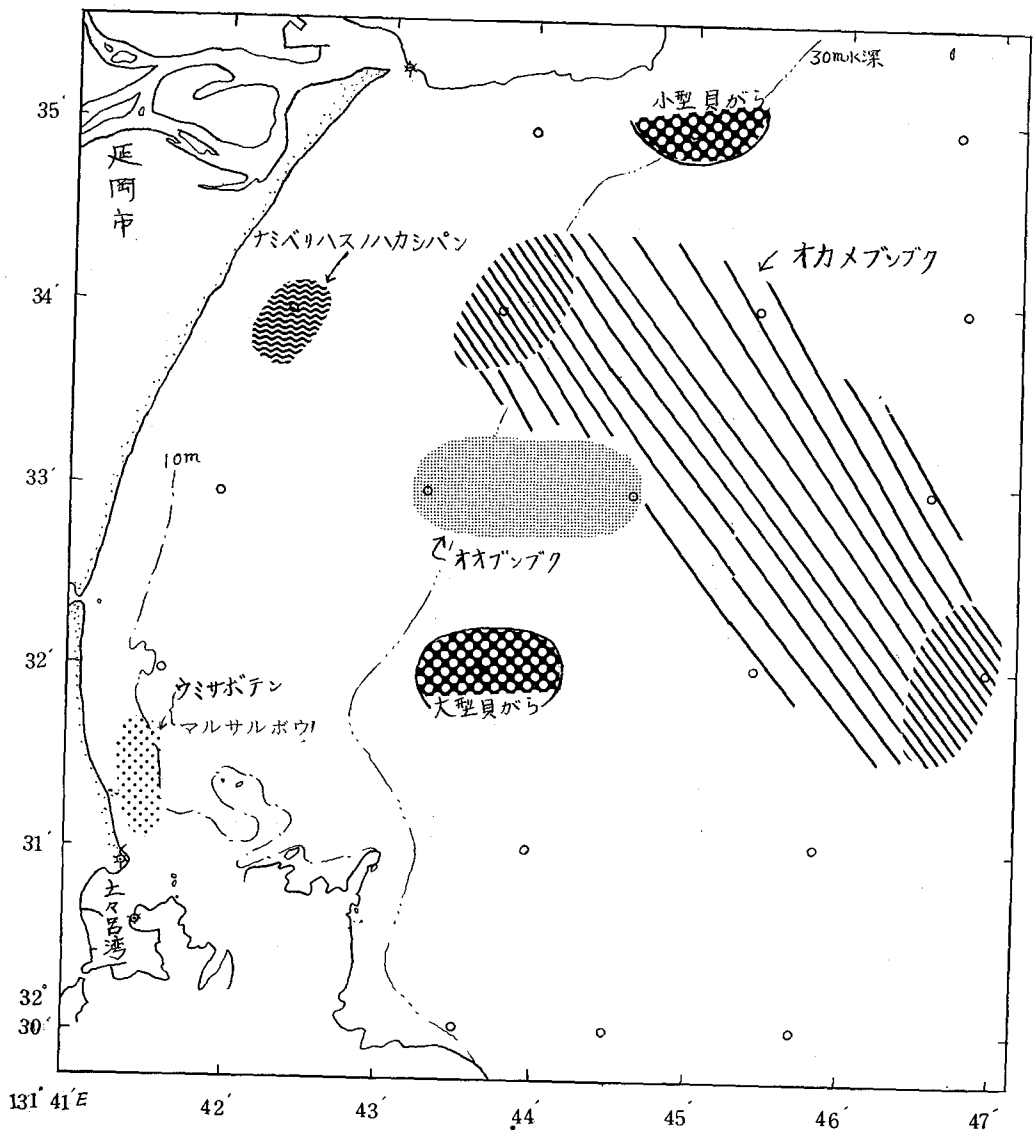 30m水深
小型貝がら
35′
延岡市
ナミベリハスノハカシパン
オカメブンブク
34′
10m
33′
オオブンブク
32′
ウミサボテン
マルサルボウ
大型貝がら
31′
土々呂湾
32°
30′
131°41′E
42′
43′
44′
45′
46′
47′